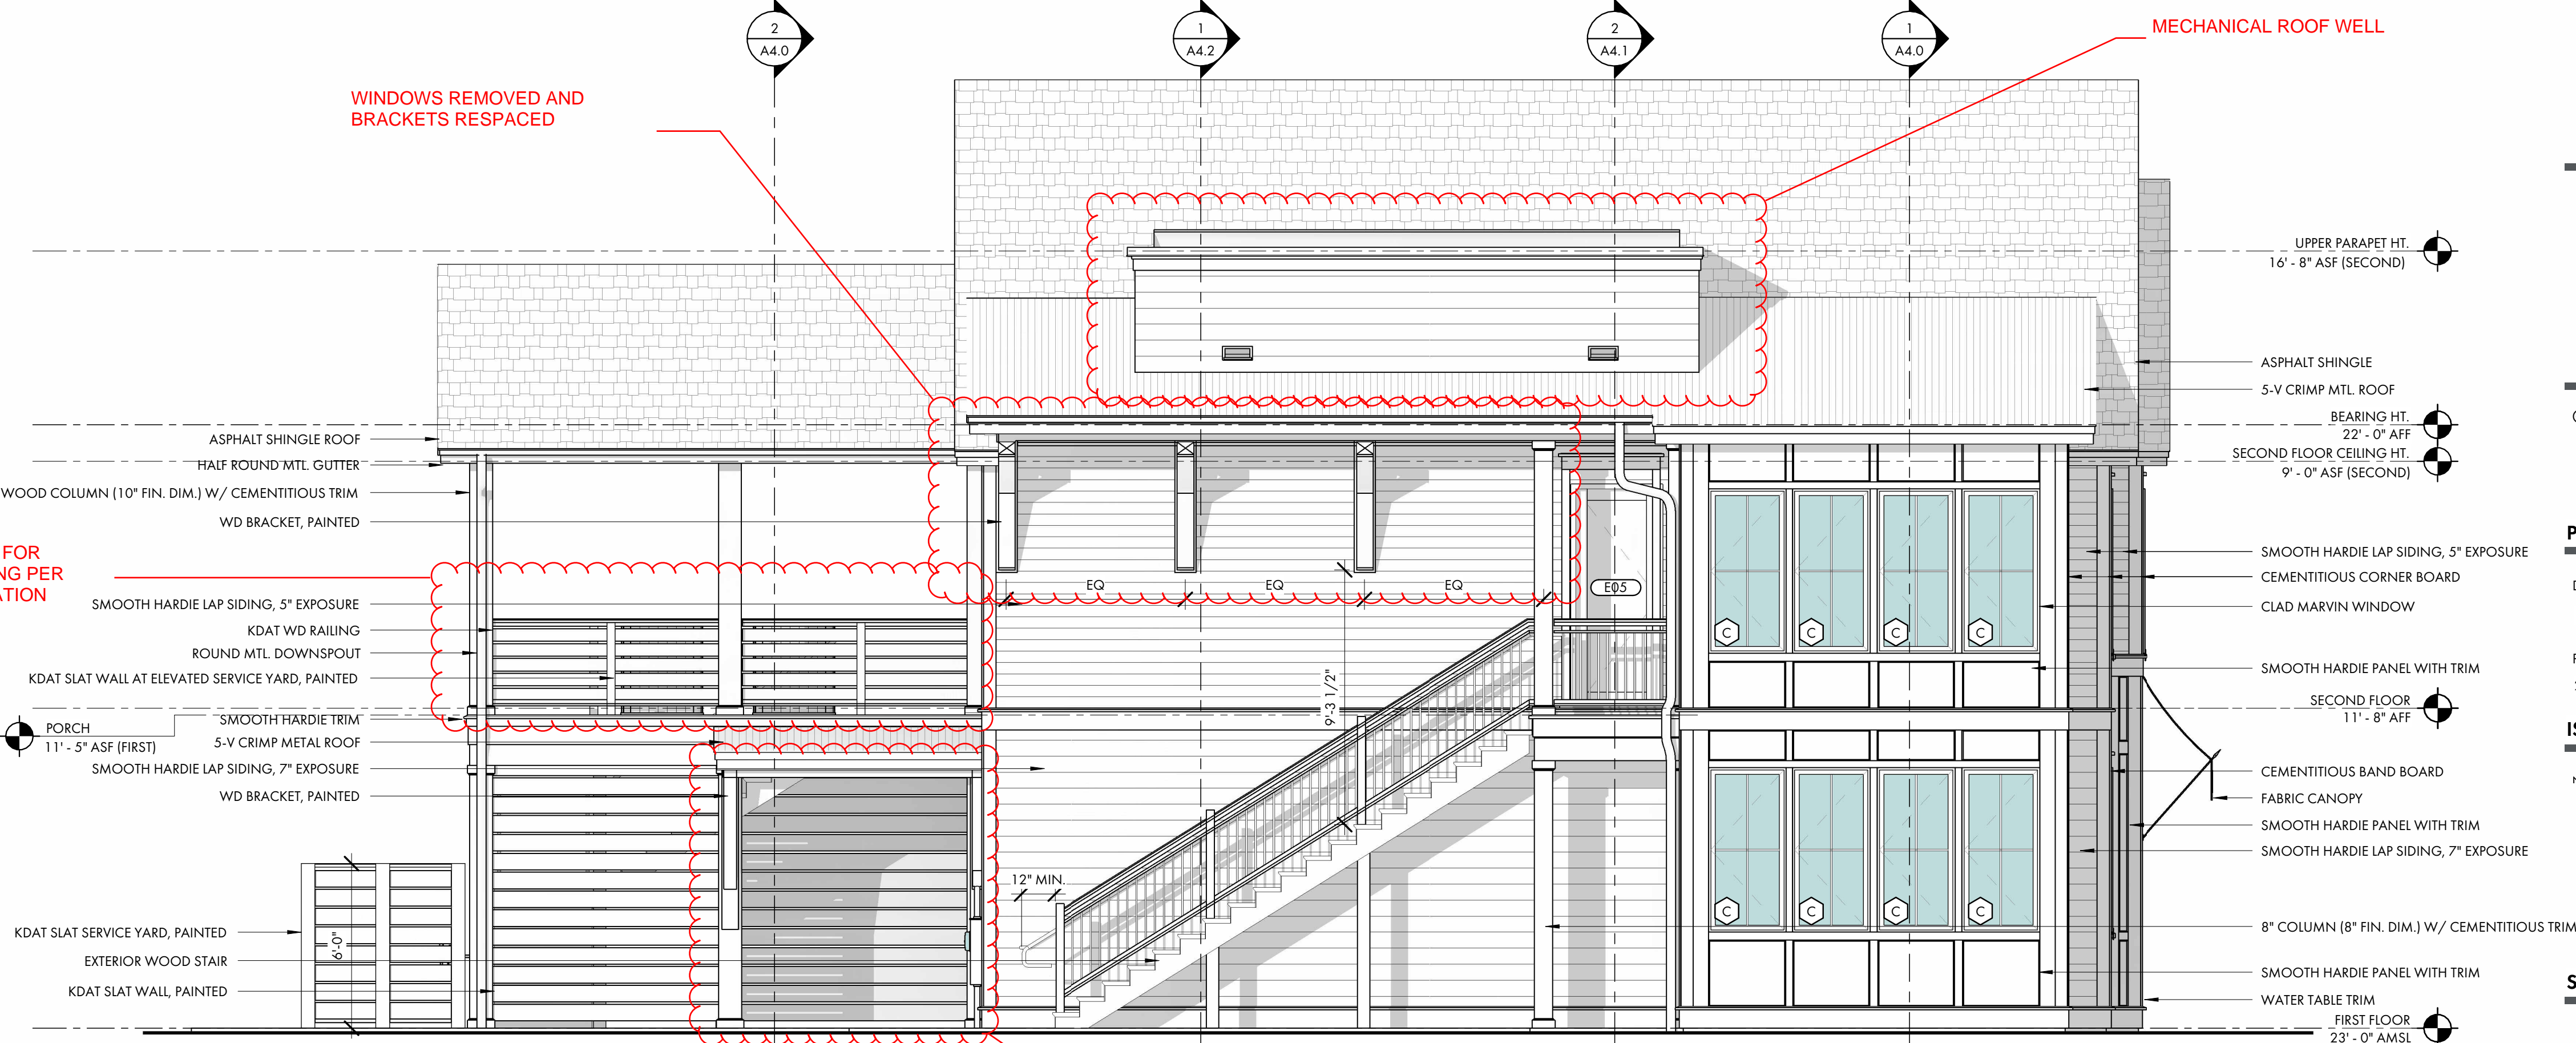 2
A4.0
1
A4.2
2
A4.1
1
A4.0
MECHANICAL ROOF WELL
WINDOWS REMOVED AND
BRACKETS RESPACED
UPPER PARAPET HT.
16' - 8" ASF (SECOND)
ASPHALT SHINGLE
5-V CRIMP MTL. ROOF
BEARING HT.
22' - 0" AFF
SECOND FLOOR CEILING HT.
9' - 0" ASF (SECOND)
ASPHALT SHINGLE ROOF
HALF ROUND MTL. GUTTER
WOOD COLUMN (10" FIN. DIM.) W/ CEMENTITIOUS TRIM
WD BRACKET, PAINTED
FOR
NG PER
ATION
SMOOTH HARDIE LAP SIDING, 5" EXPOSURE
KDAT WD RAILING
ROUND MTL. DOWNSPOUT
KDAT SLAT WALL AT ELEVATED SERVICE YARD, PAINTED
SMOOTH HARDIE TRIM
PORCH
11' - 5" ASF (FIRST)
5-V CRIMP METAL ROOF
SMOOTH HARDIE LAP SIDING, 7" EXPOSURE
WD BRACKET, PAINTED
KDAT SLAT SERVICE YARD, PAINTED
EXTERIOR WOOD STAIR
KDAT SLAT WALL, PAINTED
6'-0"
12" MIN.
EQ
EQ
EQ
9'-3 1/2"
E05
C
C
C
C
C
C
C
C
SMOOTH HARDIE LAP SIDING, 5" EXPOSURE
CEMENTITIOUS CORNER BOARD
CLAD MARVIN WINDOW
SMOOTH HARDIE PANEL WITH TRIM
SECOND FLOOR
11' - 8" AFF
CEMENTITIOUS BAND BOARD
FABRIC CANOPY
SMOOTH HARDIE PANEL WITH TRIM
SMOOTH HARDIE LAP SIDING, 7" EXPOSURE
8" COLUMN (8" FIN. DIM.) W/ CEMENTITIOUS TRIM
SMOOTH HARDIE PANEL WITH TRIM
WATER TABLE TRIM
FIRST FLOOR
23' - 0" AMSL